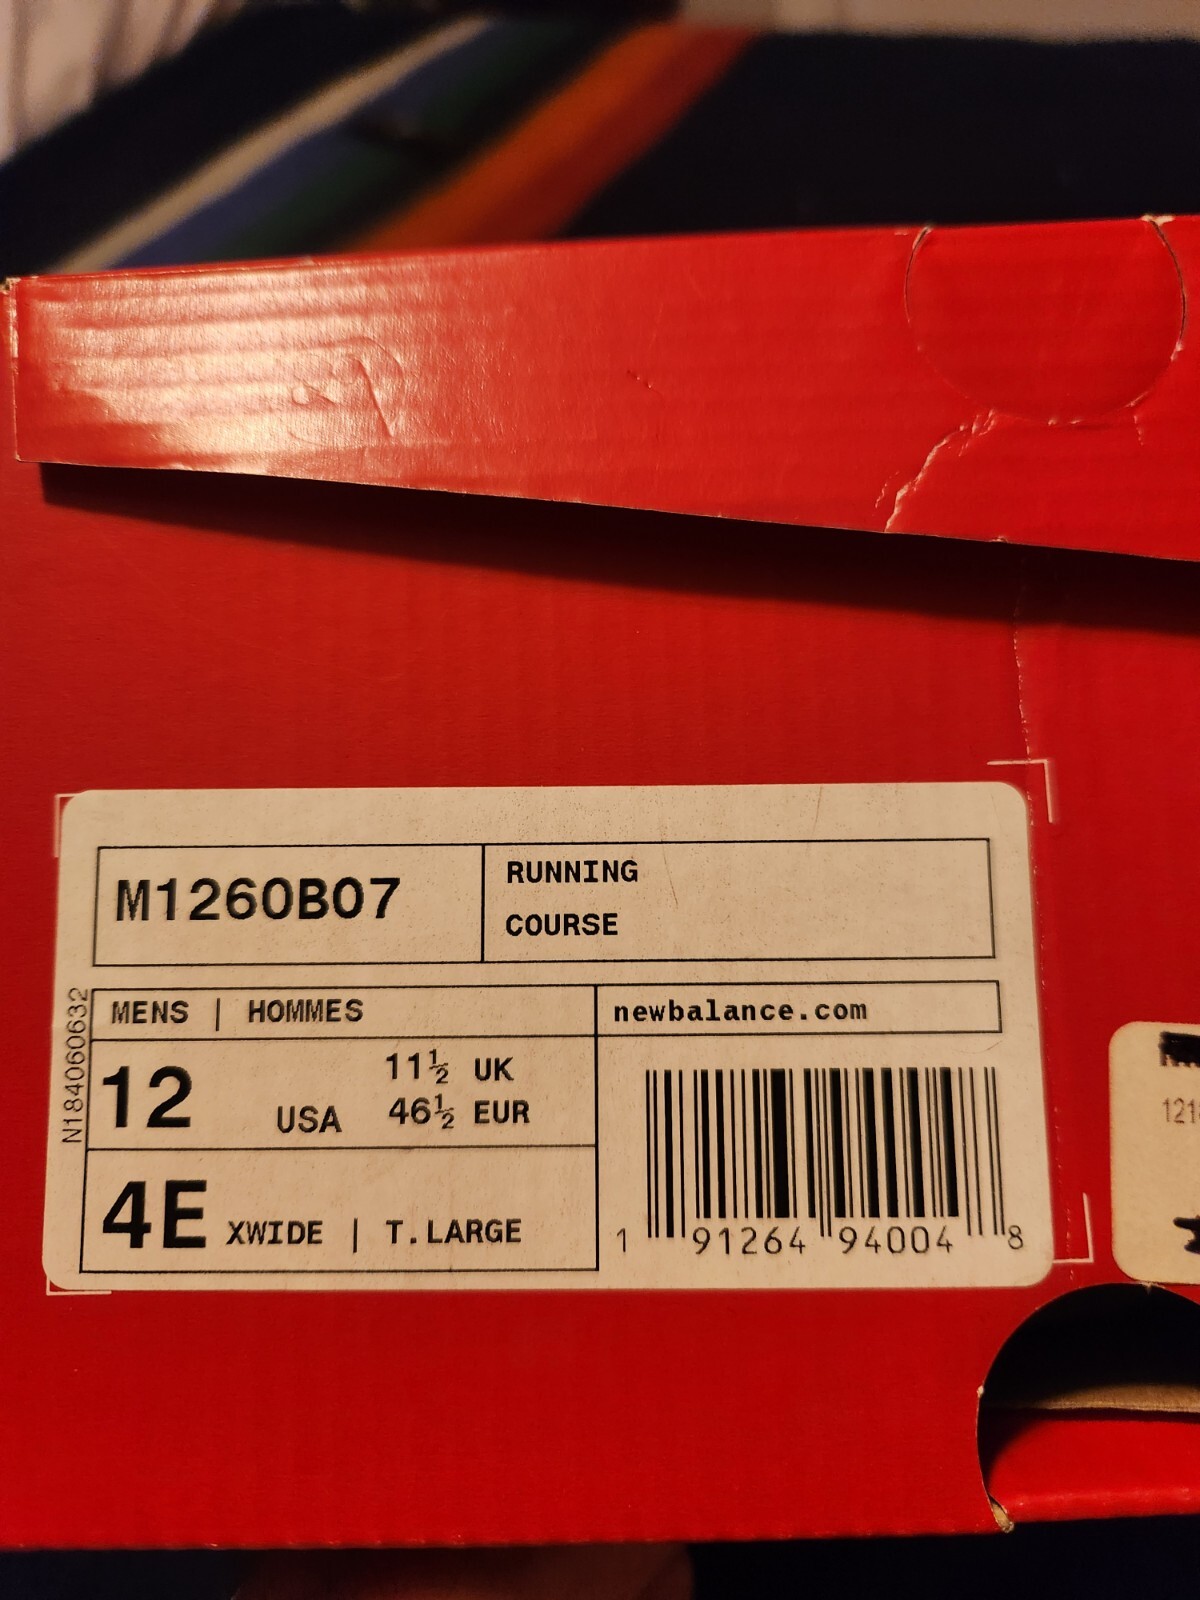 M1260BO7
RUNNING
COURSE
N184060632
MENS | HOMMES
newbalance.com
12 USA
11½ UK
46½ EUR
4E XWIDE | T.LARGE
1 91264 94004 8
121